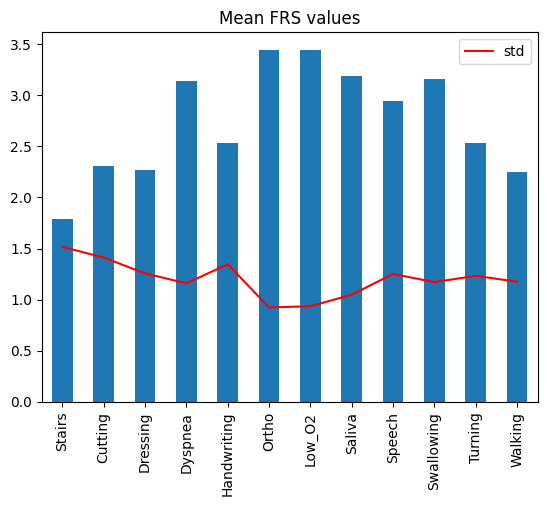 Mean FRS values
std
3.5
3.0
2.5
2.0
1.5
1.0
0.5
0.0
Stairs
Cutting
Dressing
Dyspnea
Handwriting
Ortho
Low_O2
Saliva
Speech
Swallowing
Turning
Walking